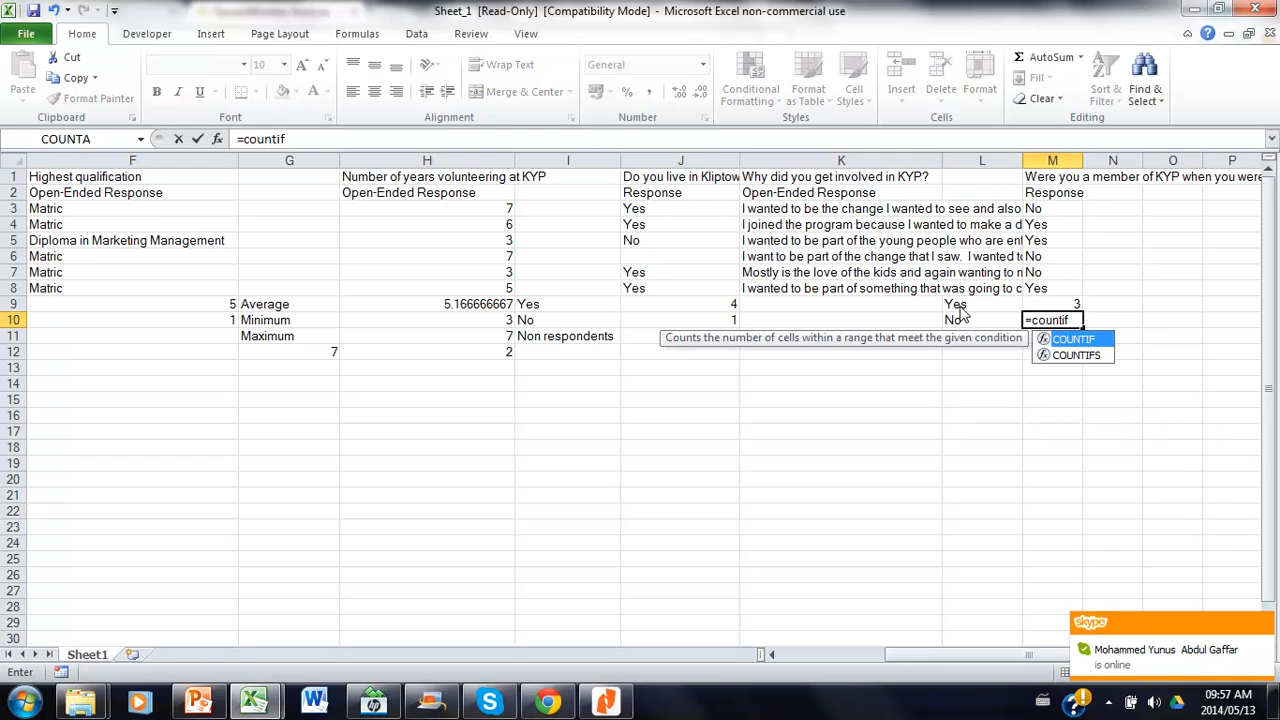 Sheet_1 [Read-Only] [Compatibility Mode] - Microsoft Excel non-commercial use
File Home Developer Insert Page Layout Formulas Data Review View
Paste Cut Copy Format Painter
10 Wrap Text Merge & Center
General % ,
Conditional Formatting Format as Table Cell Styles
Insert Delete Format
Σ AutoSum Fill Clear Sort & Filter Find & Select
Clipboard Font Alignment Number Styles Cells Editing
COUNTA fx =countif
F G H I J K L M N O P
1 Highest qualification Number of years volunteering at KYP Do you live in Kliptow Why did you get involved in KYP? Were you a member of KYP when you were
2 Open-Ended Response Open-Ended Response Response Open-Ended Response Response
3 Matric 7 Yes I wanted to be the change I wanted to see and also No
4 Matric 6 Yes I joined the program because I wanted to make a d Yes
5 Diploma in Marketing Management 3 No I wanted to be part of the young people who are ent Yes
6 Matric 7 I want to be part of the change that I saw. I wanted to No
7 Matric 3 Yes Mostly is the love of the kids and again wanting to n No
8 Matric 5 Yes I wanted to be part of something that was going to c Yes
9 5 Average 5.166666667 Yes 4 Yes 3
10 1 Minimum 3 No 1 No =countif
11 Maximum 7 Non respondents Counts the number of cells within a range that meet the given condition COUNTIF
12 7 2 COUNTIFS
13
14
15
16
17
18
19
20
21
22
23
24
25
26
27
28
29
30
skype
Mohammed Yunus Abdul Gaffar
is online
Sheet1
Enter
09:57 AM
2014/05/13